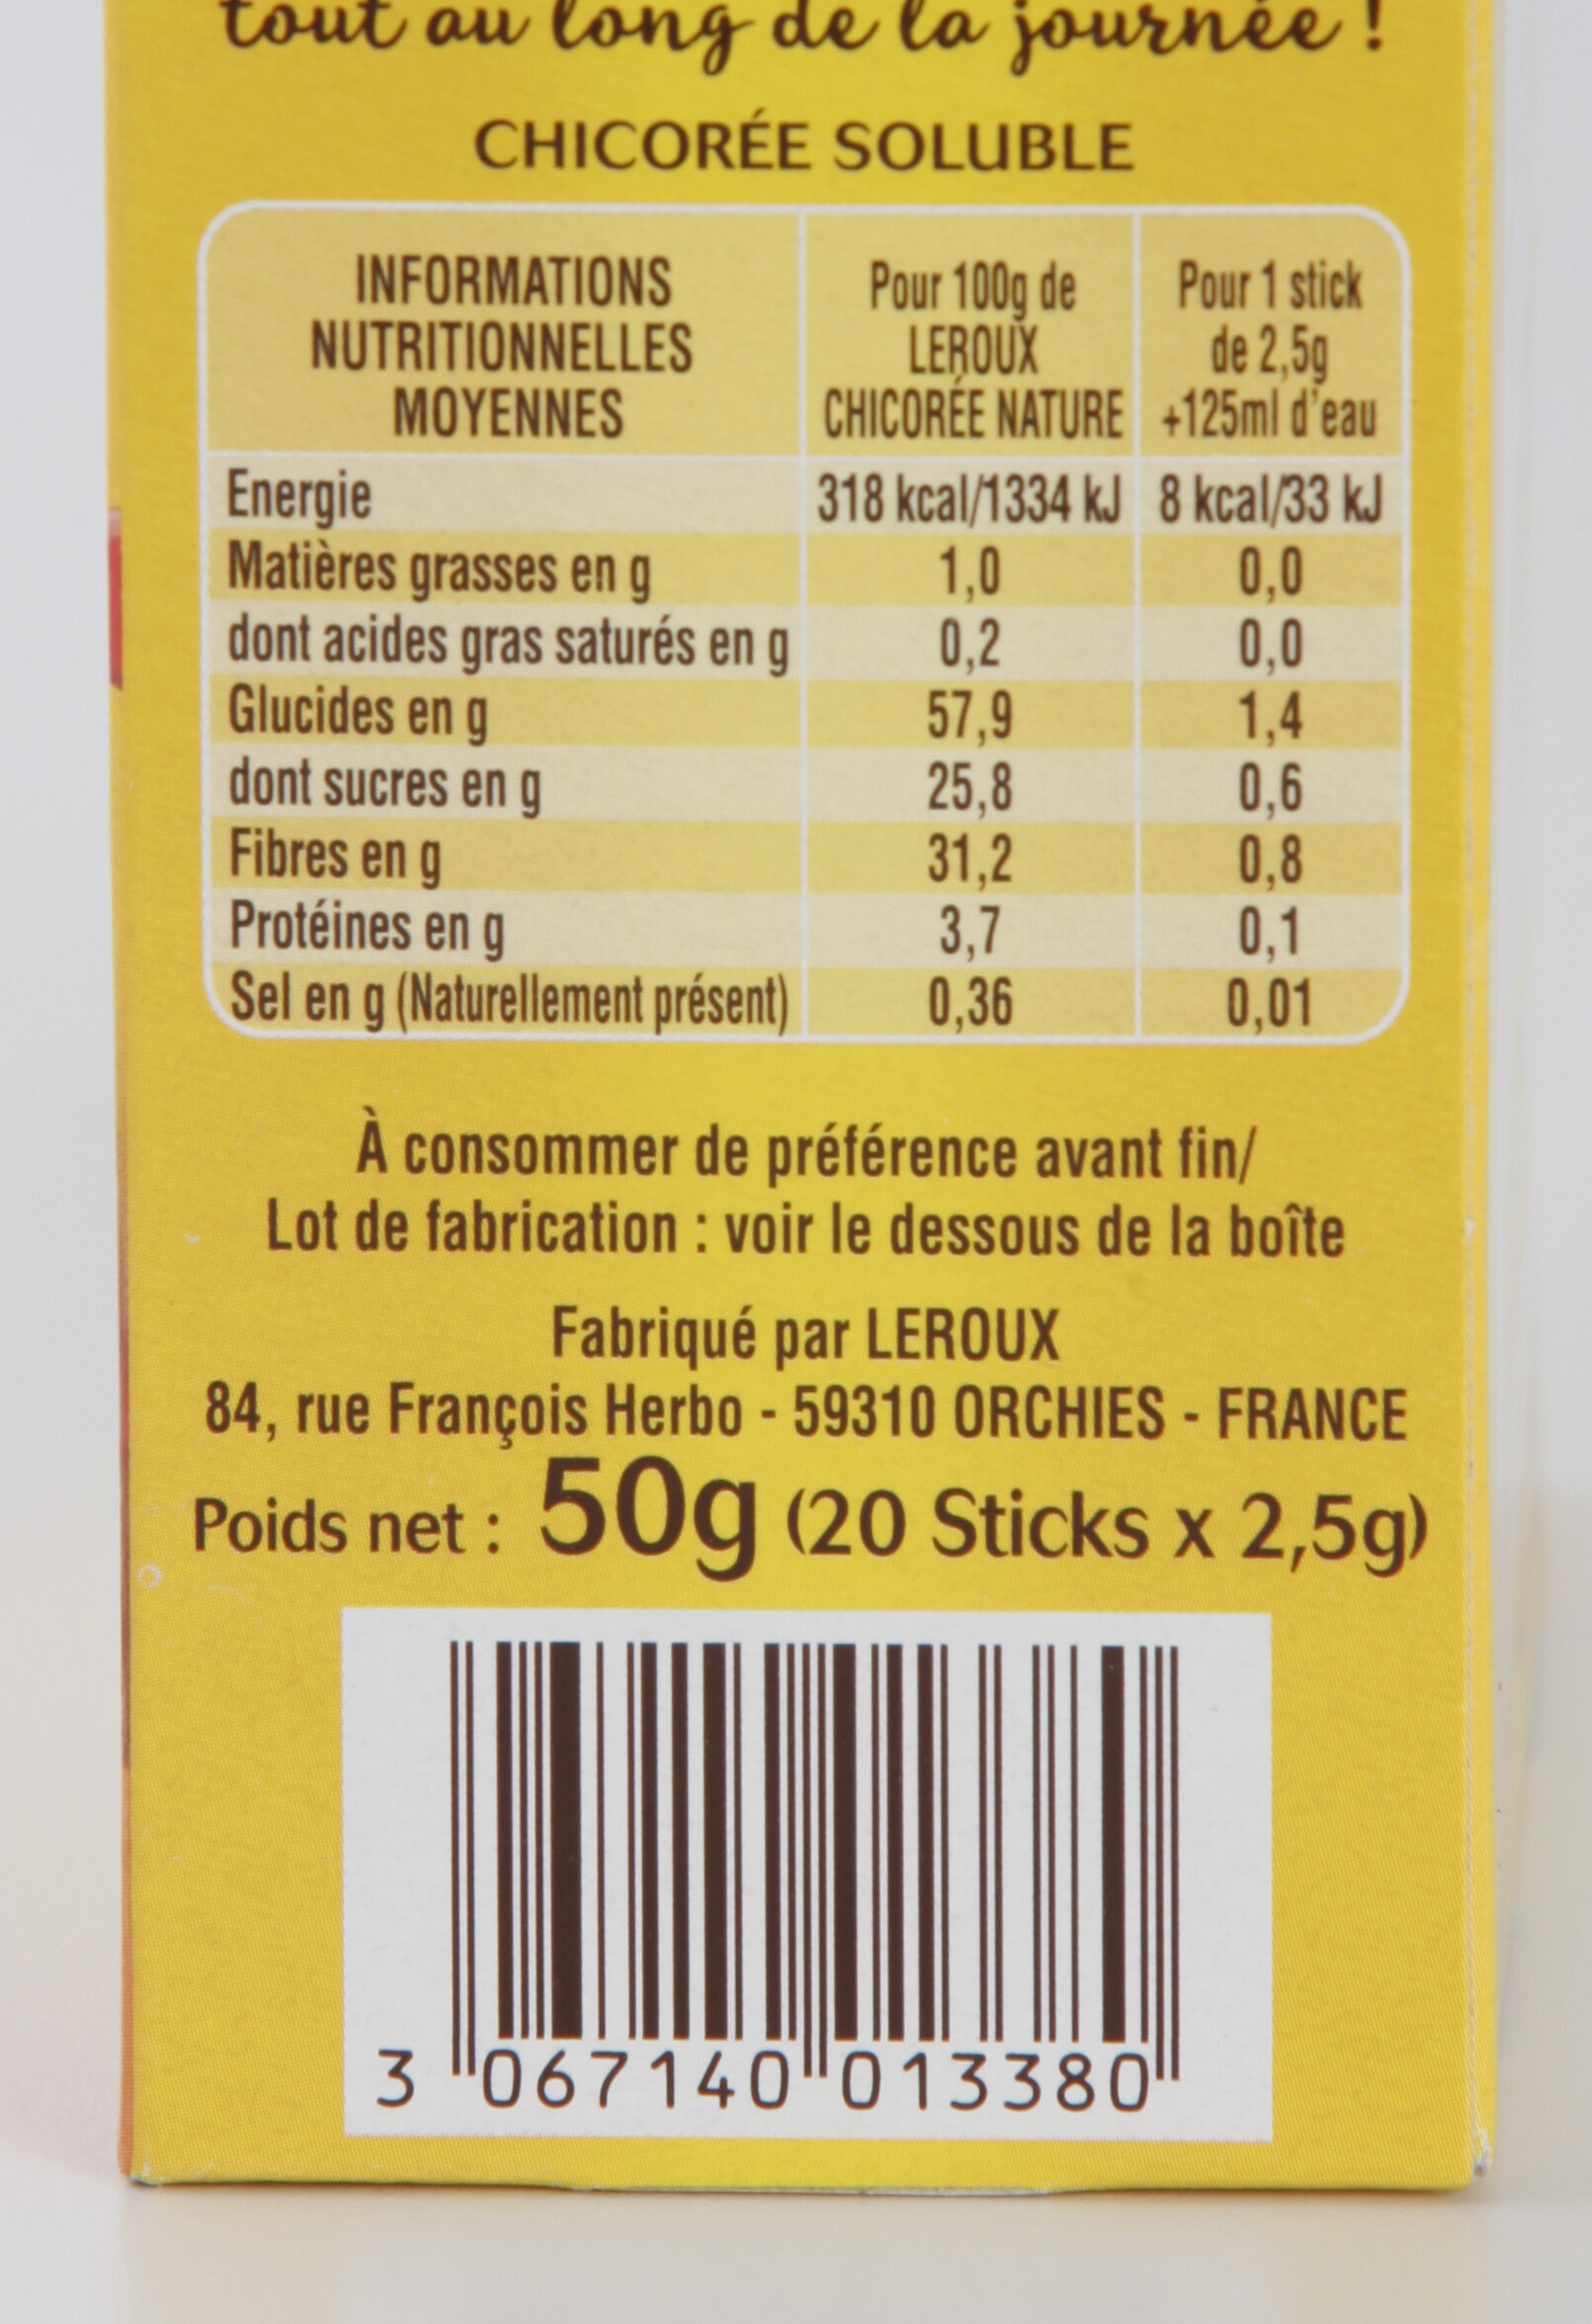 tout au long de la journée !
CHICORÉE SOLUBLE
INFORMATIONS NUTRITIONNELLES MOYENNES
Pour 100g de LEROUX CHICORÉE NATURE
Pour 1 stick de 2,5g +125ml d'eau
Energie 318 kcal/1334 kJ 8 kcal/33 kJ
Matières grasses en g 1,0 0,0
dont acides gras saturés en g 0,2 0,0
Glucides en g 57,9 1,4
dont sucres en g 25,8 0,6
Fibres en g 31,2 0,8
Protéines en g 3,7 0,1
Sel en g (Naturellement présent) 0,36 0,01
À consommer de préférence avant fin/
Lot de fabrication : voir le dessous de la boîte
Fabriqué par LEROUX
84, rue François Herbo - 59310 ORCHIES - FRANCE
Poids net : 50g (20 Sticks x 2,5g)
3 067140 013380